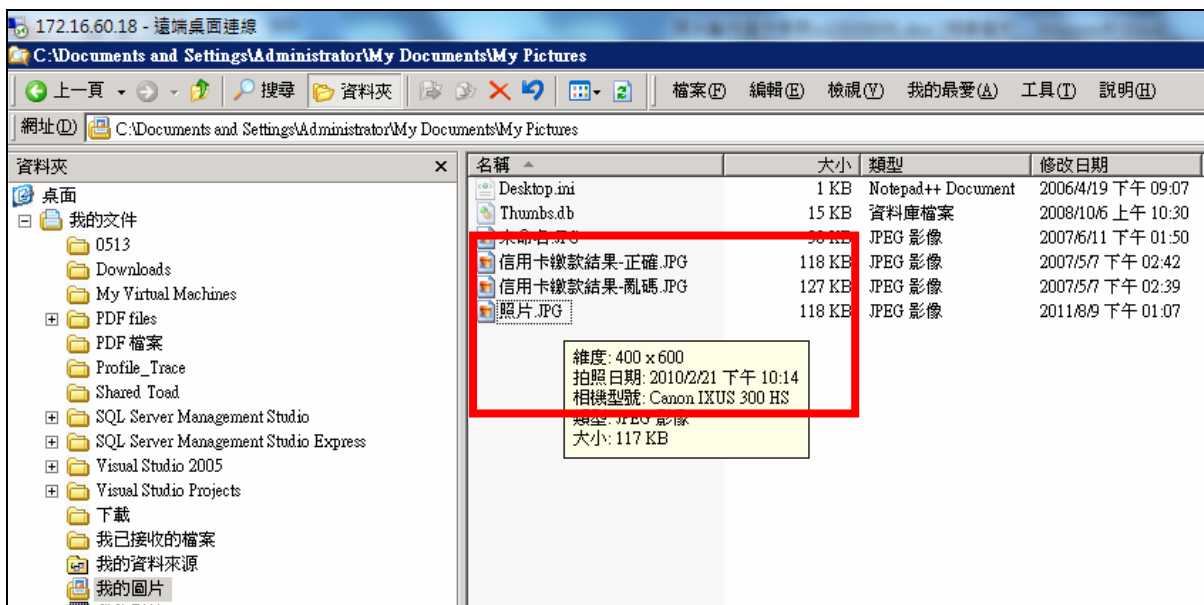 172.16.60.18 - 遠端桌面連線
C:\Documents and Settings\Administrator\My Documents\My Pictures
上一頁 搜尋 資料夾 檔案(F) 編輯(E) 檢視(V) 我的最愛(A) 工具(T) 說明(H)
網址(D) C:\Documents and Settings\Administrator\My Documents\My Pictures
資料夾
桌面
我的文件
0513
Downloads
My Virtual Machines
PDF files
PDF 檔案
Profile_Trace
Shared Toad
SQL Server Management Studio
SQL Server Management Studio Express
Visual Studio 2005
Visual Studio Projects
下載
我已接收的檔案
我的資料來源
我的圖片
名稱 大小 類型 修改日期
Desktop.ini 1 KB Notepad++ Document 2006/4/19 下午 09:07
Thumbs.db 15 KB 資料庫檔案 2008/10/6 上午 10:30
未命名.JPG KB JPEG 影像 2007/6/11 下午 01:50
信用卡繳款結果-正確.JPG 118 KB JPEG 影像 2007/5/7 下午 02:42
信用卡繳款結果-亂碼.JPG 127 KB JPEG 影像 2007/5/7 下午 02:39
照片.JPG 118 KB JPEG 影像 2011/8/9 下午 01:07
維度: 400 x 600
拍照日期: 2010/2/21 下午 10:14
相機型號: Canon IXUS 300 HS
類型: JPEG 影像
大小: 117 KB